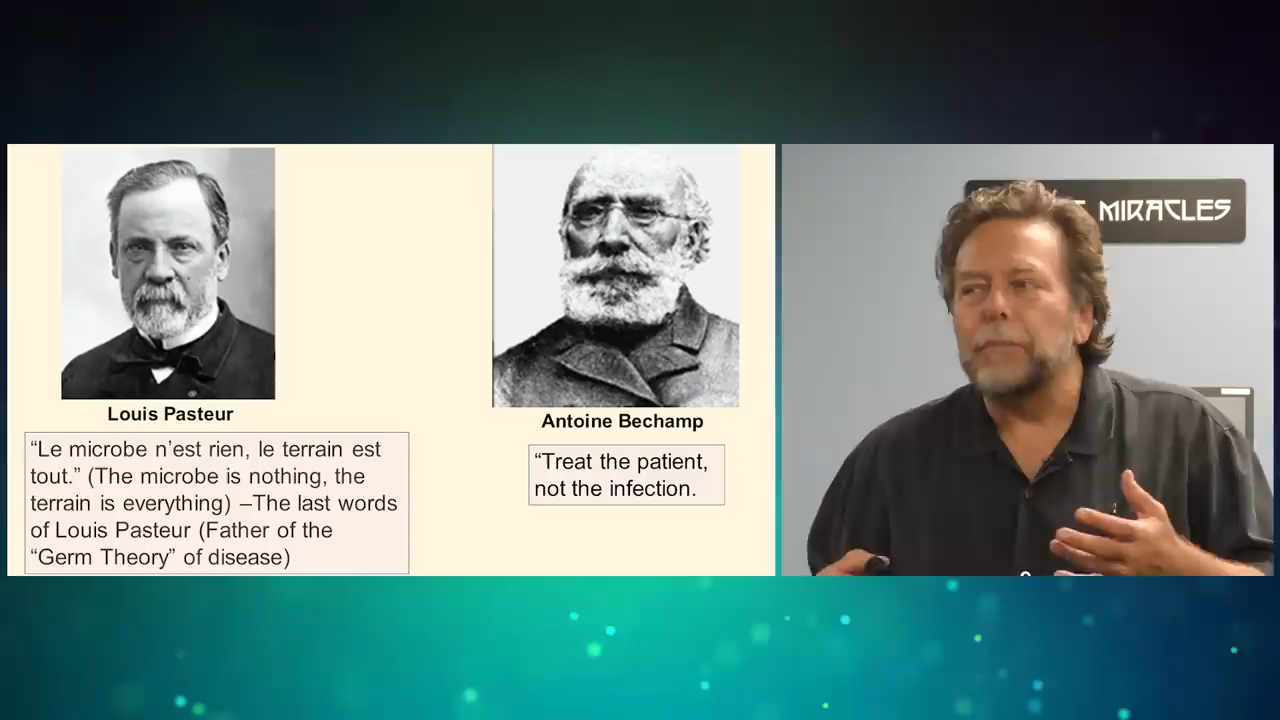 Louis Pasteur
“Le microbe n’est rien, le terrain est
tout.” (The microbe is nothing, the
terrain is everything) –The last words
of Louis Pasteur (Father of the
“Germ Theory” of disease)
Antoine Bechamp
“Treat the patient,
not the infection.
MIRACLES